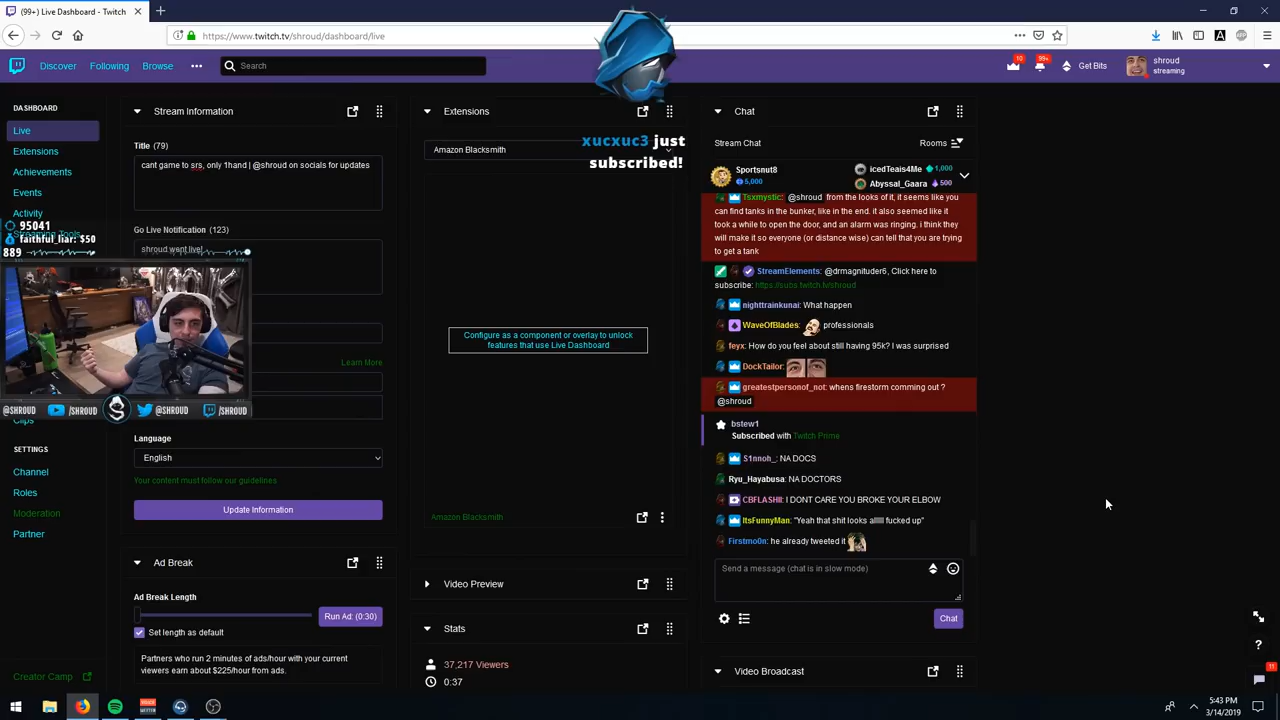 (99+) Live Dashboard - Twitch
https://www.twitch.tv/shroud/dashboard/live
Discover
Following
Browse
Search
10
99+
Get Bits
shroud
streaming
DASHBOARD
Live
Extensions
Achievements
Events
Activity
Streaming Tools
Clips
SETTINGS
Channel
Roles
Moderation
Partner
Creator Camp
95041
faithful_liar: $50
889
@SHROUD
/SHROUD
@SHROUD
/SHROUD
Stream Information
Title (79)
cant game to srs, only 1hand | @shroud on socials for updates
Go Live Notification (123)
shroud went live!
Learn More
Language
English
Your content must follow our guidelines
Update Information
Ad Break
Ad Break Length
Run Ad: (0:30)
Set length as default
Partners who run 2 minutes of ads/hour with your current
viewers earn about $225/hour from ads.
Extensions
Amazon Blacksmith
xucxuc3 just
subscribed!
Configure as a component or overlay to unlock
features that use Live Dashboard
Amazon Blacksmith
Video Preview
Stats
37,217 Viewers
0:37
Chat
Stream Chat
Rooms
Sportsnut8
5,000
icedTeais4Me 1,000
Abyssal_Gaara 500
Tsxmystic: @shroud from the looks of it, it seems like you
can find tanks in the bunker, like in the end. it also seemed like it
took a while to open the door, and an alarm was ringing. i think they
will make it so everyone (or distance wise) can tell that you are trying
to get a tank
StreamElements: @drmagnituder6, Click here to
subscribe: https://subs.twitch.tv/shroud
nighttrainkunai: What happen
WaveOfBlades: professionals
feyx: How do you feel about still having 95k? I was surprised
DockTailor:
greatestpersonof_not: whens firestorm comming out ?
@shroud
bstew1
Subscribed with Twitch Prime
S1nnoh_: NA DOCS
Ryu_Hayabusa: NA DOCTORS
CBFLASHII: I DONT CARE YOU BROKE YOUR ELBOW
ItsFunnyMan: "Yeah that shit looks allllll fucked up"
Firstmo0n: he already tweeted it
Send a message (chat is in slow mode)
Chat
Video Broadcast
?
11
5:43 PM
3/14/2019